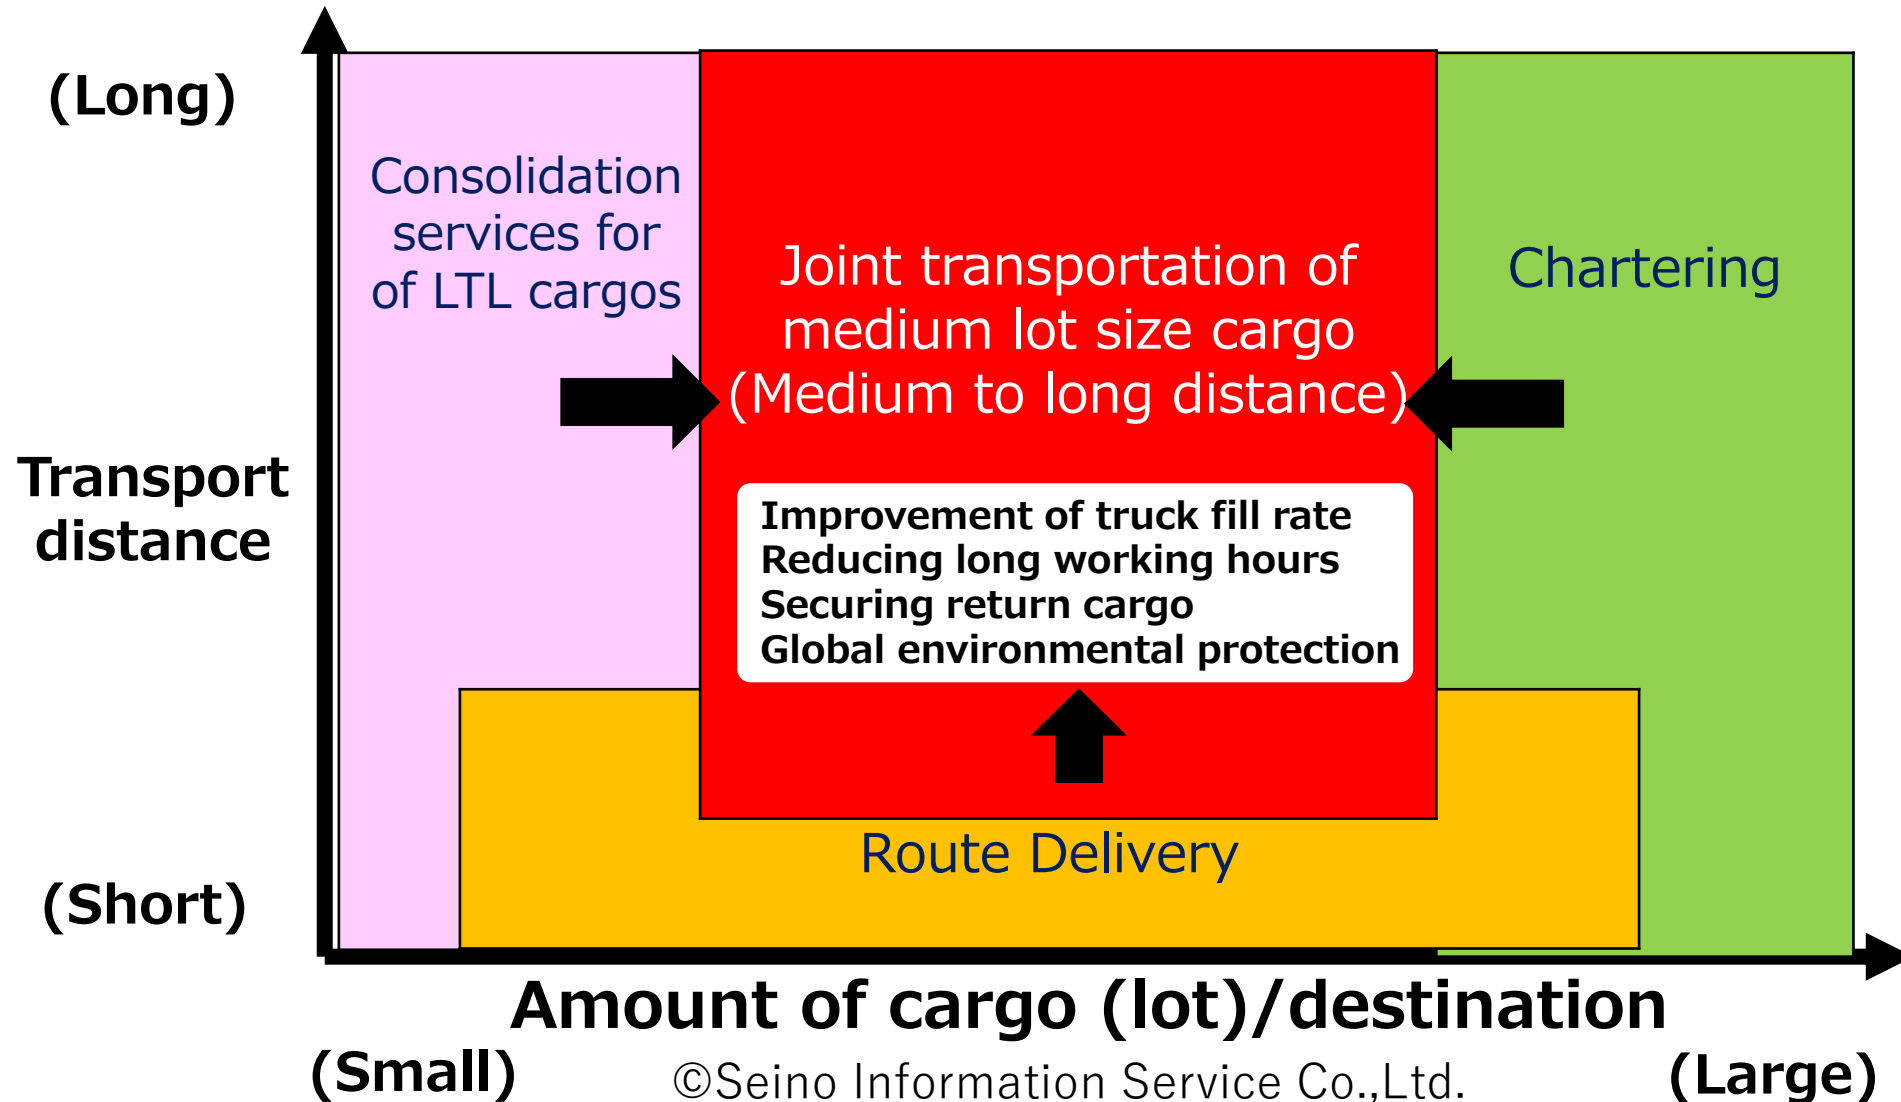 (Long)
Consolidation
services for
of LTL cargos
Joint transportation of
medium lot size cargo
(Medium to long distance)
Chartering
Transport
distance
Improvement of truck fill rate
Reducing long working hours
Securing return cargo
Global environmental protection
Route Delivery
(Short)
Amount of cargo (lot)/destination
(Small)
©Seino Information Service Co.,Ltd.
(Large)